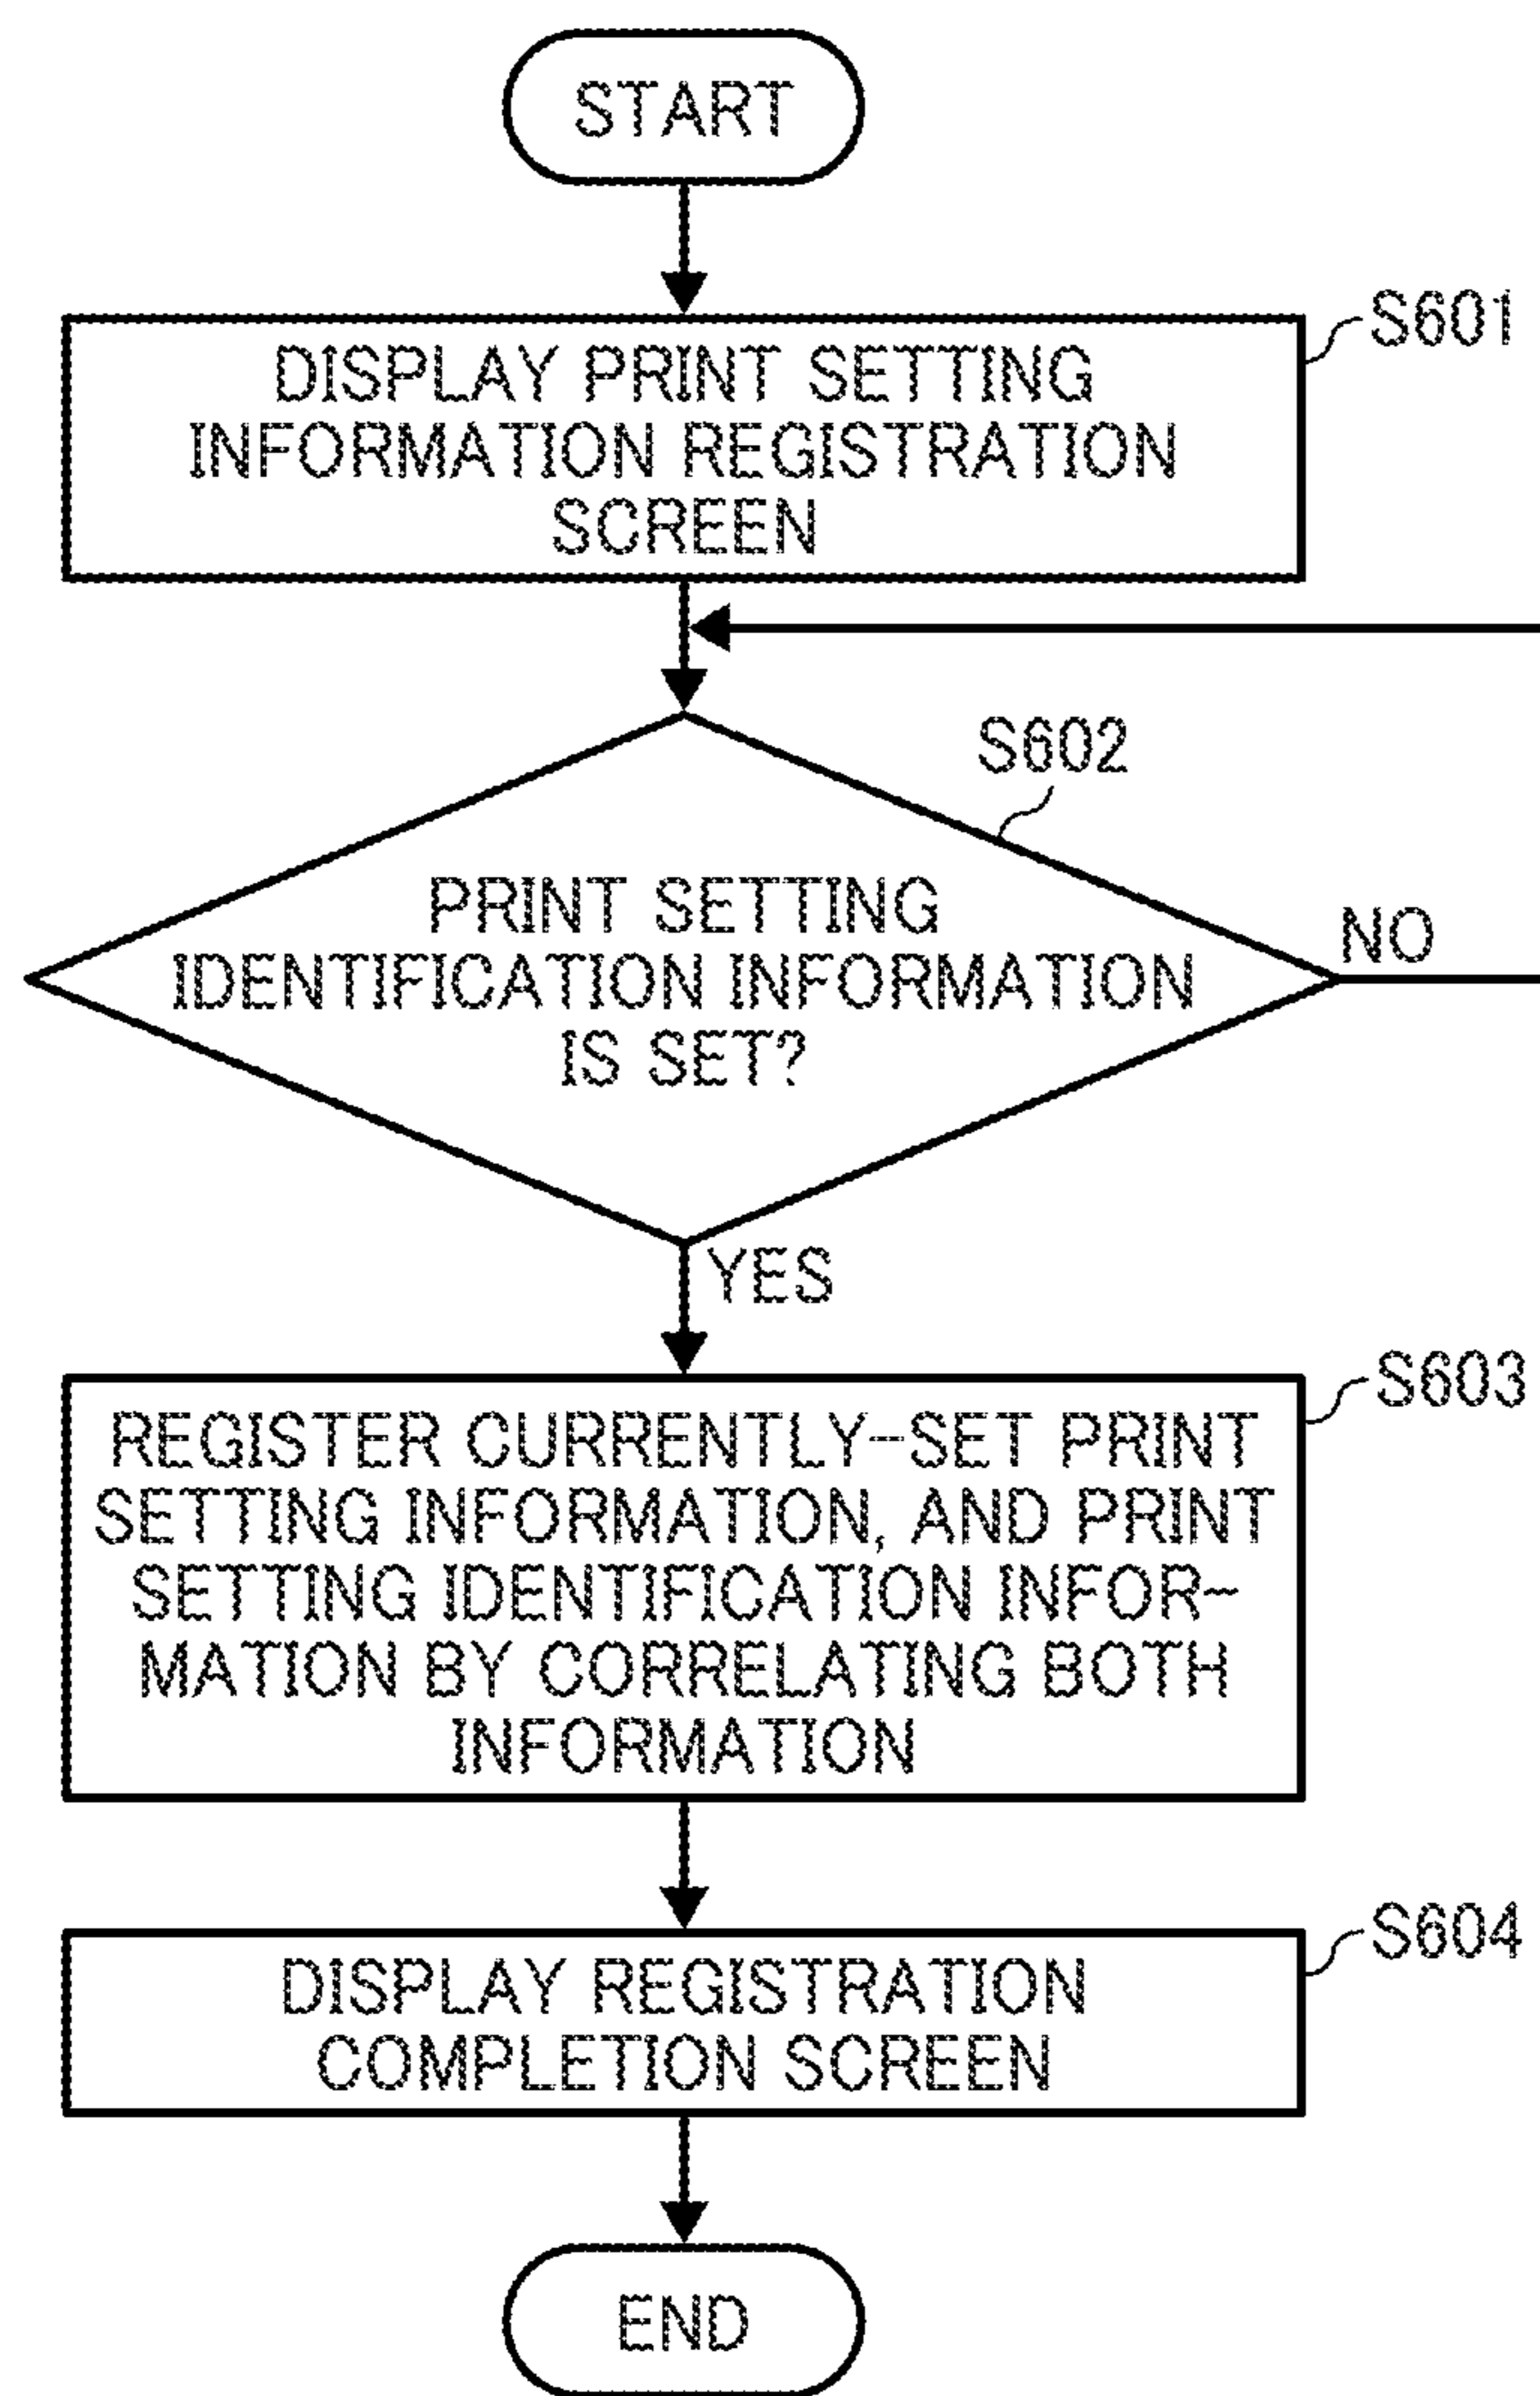 START
S601
DISPLAY PRINT SETTING
INFORMATION REGISTRATION
SCREEN
S602
PRINT SETTING
IDENTIFICATION INFORMATION
IS SET?
NO
YES
S603
REGISTER CURRENTLY-SET PRINT
SETTING INFORMATION, AND PRINT
SETTING IDENTIFICATION INFOR-
MATION BY CORRELATING BOTH
INFORMATION
S604
DISPLAY REGISTRATION
COMPLETION SCREEN
END